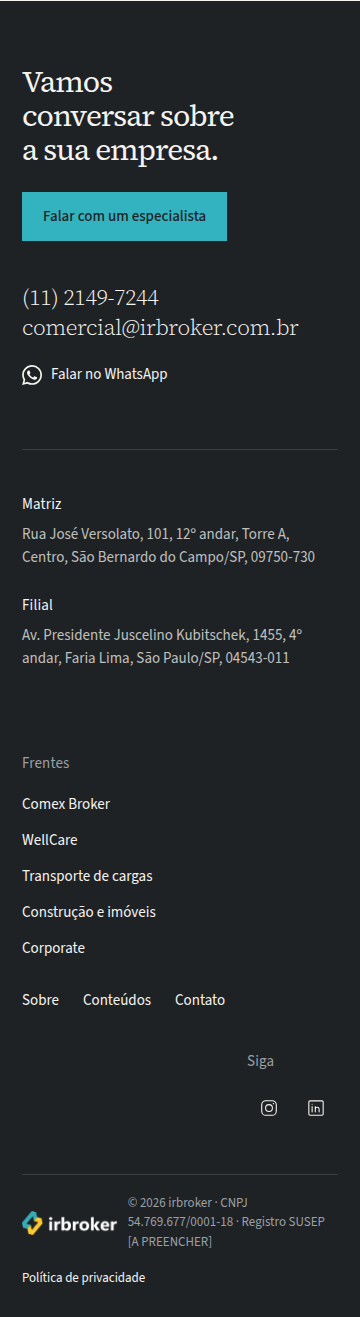 Vamos
conversar sobre
a sua empresa.
Falar com um especialista
(11) 2149-7244
comercial@irbroker.com.br
Falar no WhatsApp
Matriz
Rua José Versolato, 101, 12º andar, Torre A,
Centro, São Bernardo do Campo/SP, 09750-730
Filial
Av. Presidente Juscelino Kubitschek, 1455, 4º
andar, Faria Lima, São Paulo/SP, 04543-011
Frentes
Comex Broker
WellCare
Transporte de cargas
Construção e imóveis
Corporate
Sobre Conteúdos Contato
Siga
irbroker
© 2026 irbroker · CNPJ
54.769.677/0001-18 · Registro SUSEP
[A PREENCHER]
Política de privacidade